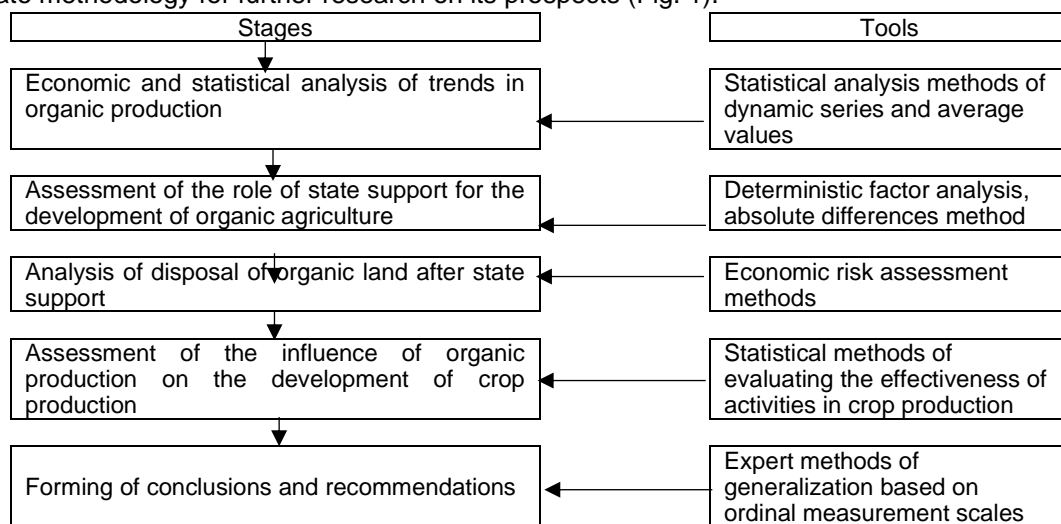 ate methodology for further research on its prospects (Fig. 1).
Stages
Tools
Economic and statistical analysis of trends in
organic production
Statistical analysis methods of
dynamic series and average
values
Assessment of the role of state support for the
development of organic agriculture
Deterministic factor analysis,
absolute differences method
Analysis of disposal of organic land after state
support
Economic risk assessment
methods
Assessment of the influence of organic
production on the development of crop
production
Statistical methods of
evaluating the effectiveness of
activities in crop production
Forming of conclusions and recommendations
Expert methods of
generalization based on
ordinal measurement scales